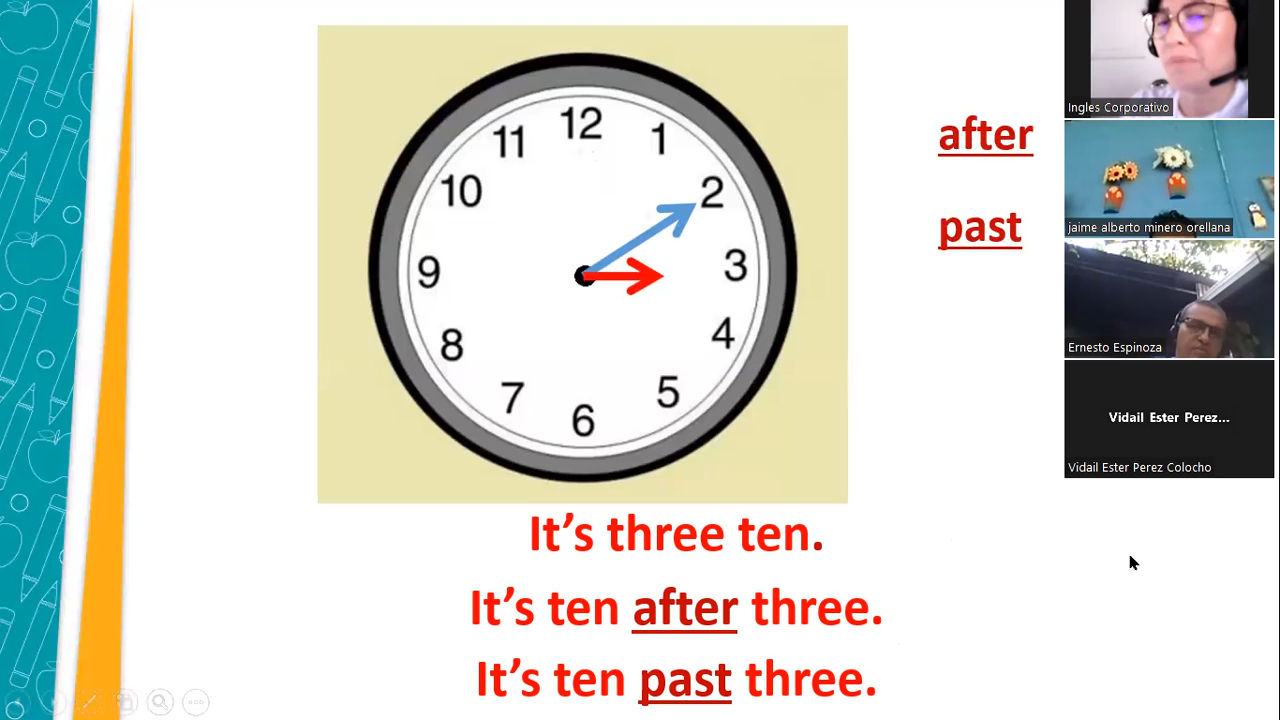 12
11
1
10
2
9
3
8
4
7
5
6
after
past
It's three ten.
It's ten after three.
It's ten past three.
Ingles Corporativo
jaime alberto minero orellana
Ernesto Espinoza
Vidail Ester Perez...
Vidail Ester Perez Colocho